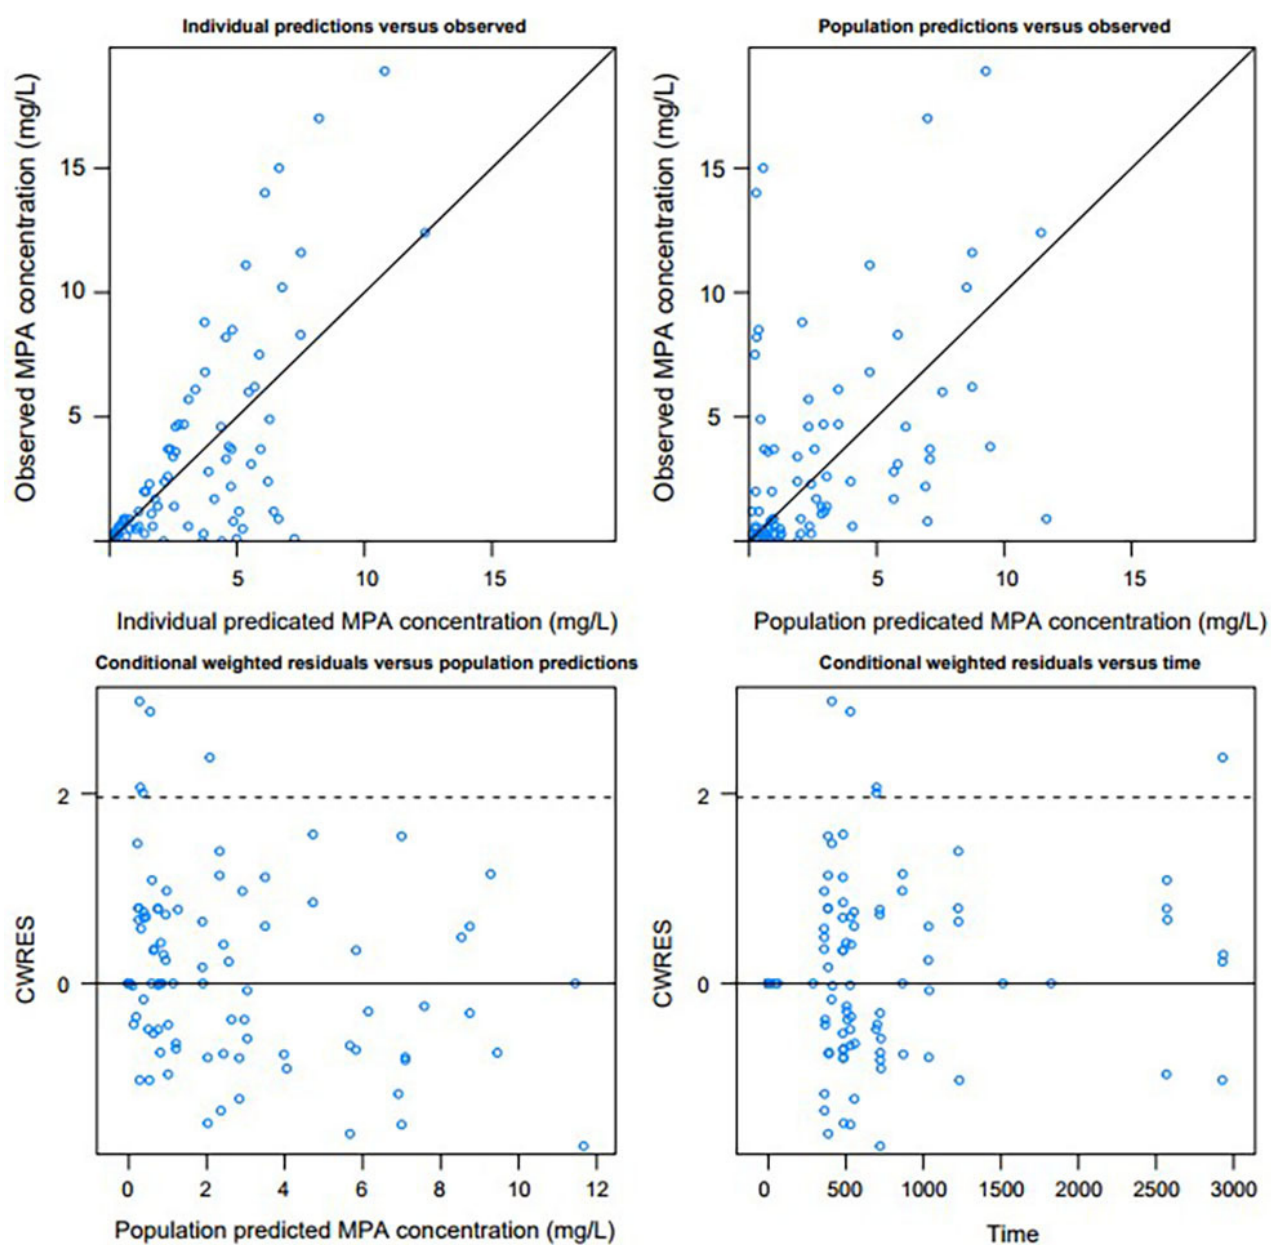 Individual predictions versus observed
Observed MPA concentration (mg/L)
15
10
5
5 10 15
Individual predicated MPA concentration (mg/L)
Population predictions versus observed
Observed MPA concentration (mg/L)
15
10
5
5 10 15
Population predicated MPA concentration (mg/L)
Conditional weighted residuals versus population predictions
CWRES
2
0
0 2 4 6 8 10 12
Population predicted MPA concentration (mg/L)
Conditional weighted residuals versus time
CWRES
2
0
0 500 1000 1500 2000 2500 3000
Time